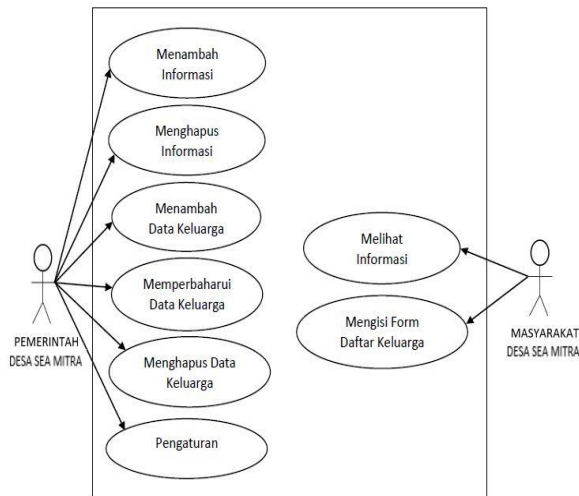 Menambah
Informasi
Menghapus
Informasi
Menambah
Data Keluarga
Memperbaharui
Data Keluarga
Menghapus Data
Keluarga
Pengaturan
PEMERINTAH
DESA SEA MITRA
Melihat
Informasi
Mengisi Form
Daftar Keluarga
MASYARAKAT
DESA SEA MITRA